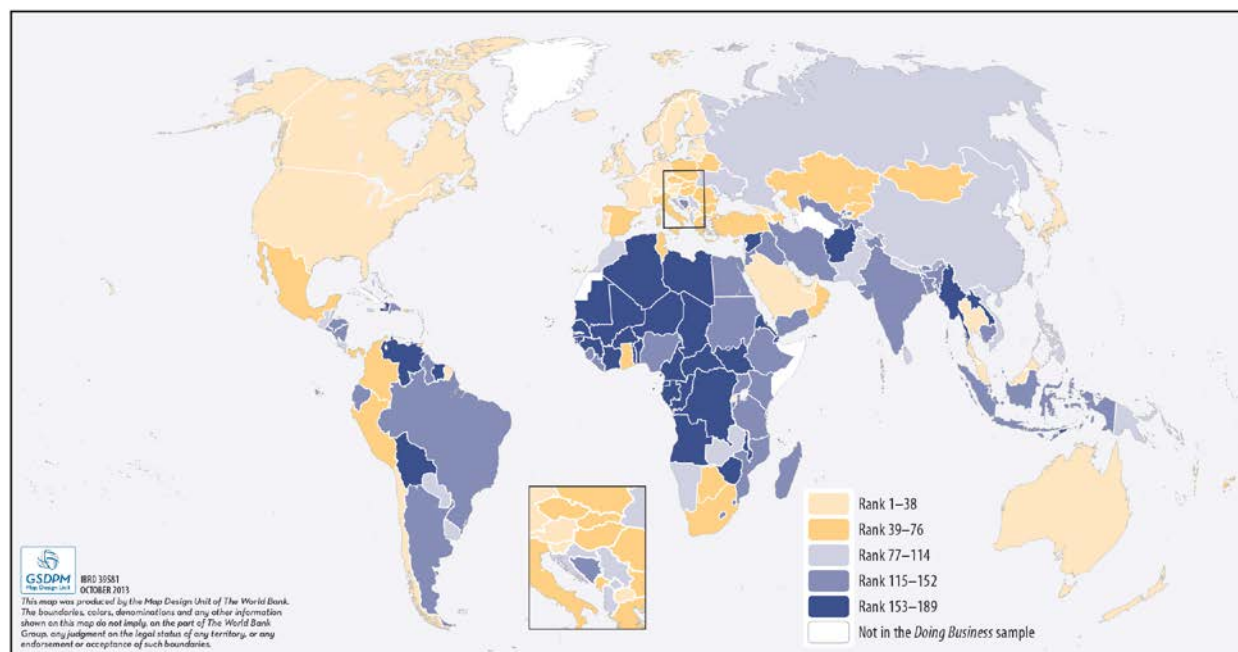 Rank 1–38
Rank 39–76
Rank 77–114
Rank 115–152
Rank 153–189
Not in the Doing Business sample
GSDPM
Map Design Unit
IBRD 39581
OCTOBER 2013
This map was produced by the Map Design Unit of The World Bank.
The boundaries, colors, denominations and any other information
shown on this map do not imply, on the part of The World Bank
Group, any judgment on the legal status of any territory, or any
endorsement or acceptance of such boundaries.